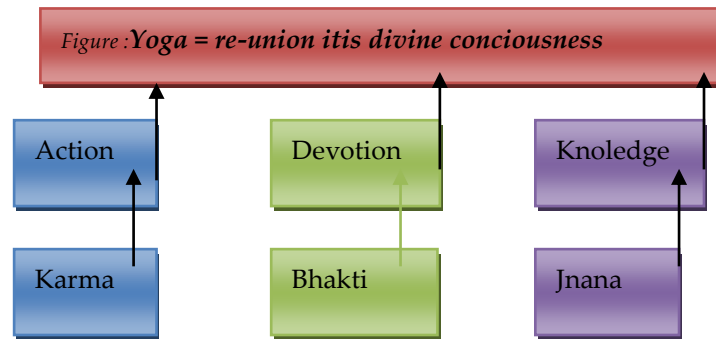 Figure :Yoga = re-union itis divine conciousness
Action
Devotion
Knoledge
Karma
Bhakti
Jnana